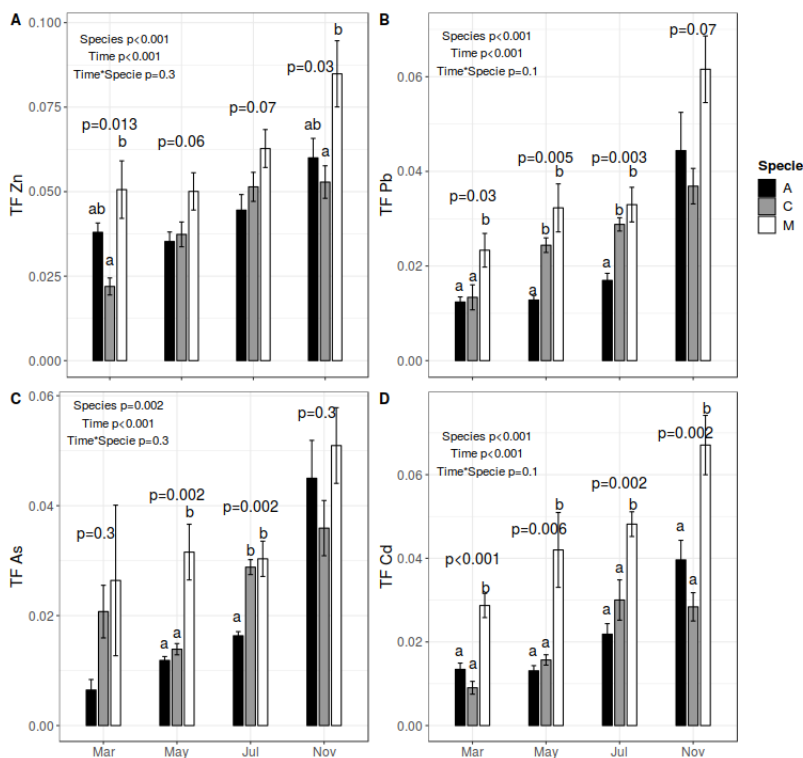 A
Species p<0.001
Time p<0.001
Time*Specie p=0.3
p=0.013
p=0.06
p=0.07
p=0.03
ab
a
b
ab
a
b
TF Zn
0.100
0.075
0.050
0.025
0.000
B
Species p<0.001
Time p<0.001
Time*Specie p=0.1
p=0.03
p=0.005
p=0.003
p=0.07
a
a
b
a
b
b
a
b
b
TF Pb
0.06
0.04
0.02
0.00
Specie
A
C
M
C
Species p=0.002
Time p<0.001
Time*Specie p=0.3
p=0.3
p=0.002
p=0.002
p=0.3
a
a
b
a
b
b
TF As
0.06
0.04
0.02
0.00
Mar
May
Jul
Nov
D
Species p<0.001
Time p<0.001
Time*Specie p=0.1
p<0.001
p=0.006
p=0.002
p=0.002
a
a
b
a
a
b
a
a
b
a
a
b
TF Cd
0.06
0.04
0.02
0.00
Mar
May
Jul
Nov